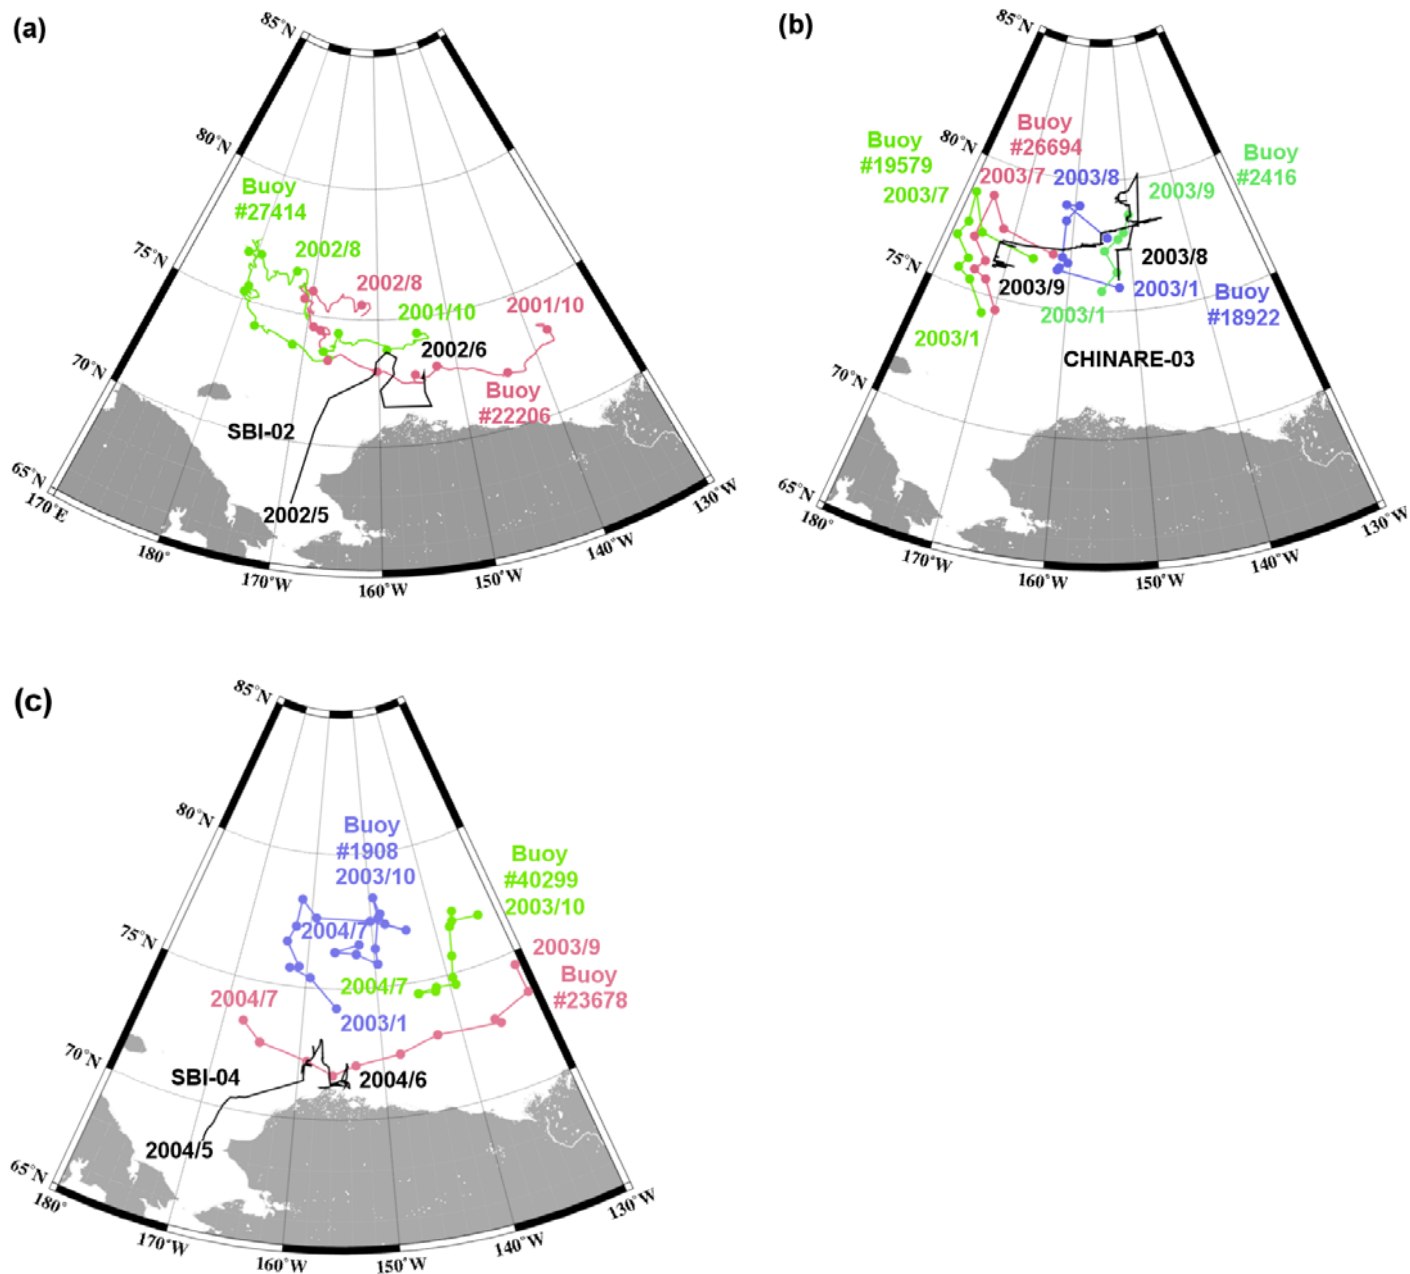 (a)
85°N
80°N
75°N
70°N
65°N
170°E
180°
170°W
160°W
150°W
140°W
130°W
Buoy
#27414
2002/8
2002/8
2001/10
2001/10
2002/6
Buoy
#22206
SBI-02
2002/5
(b)
85°N
80°N
75°N
70°N
65°N
180°
170°W
160°W
150°W
140°W
130°W
Buoy
#19579
2003/7
Buoy
#26694
2003/7
2003/8
Buoy
#2416
2003/9
2003/8
2003/9
2003/1
2003/1
2003/1
Buoy
#18922
CHINARE-03
(c)
85°N
80°N
75°N
70°N
65°N
180°
170°W
160°W
150°W
140°W
130°W
Buoy
#1908
2003/10
Buoy
#40299
2003/10
2004/7
2003/9
Buoy
#23678
2004/7
2004/7
2003/1
SBI-04
2004/6
2004/5